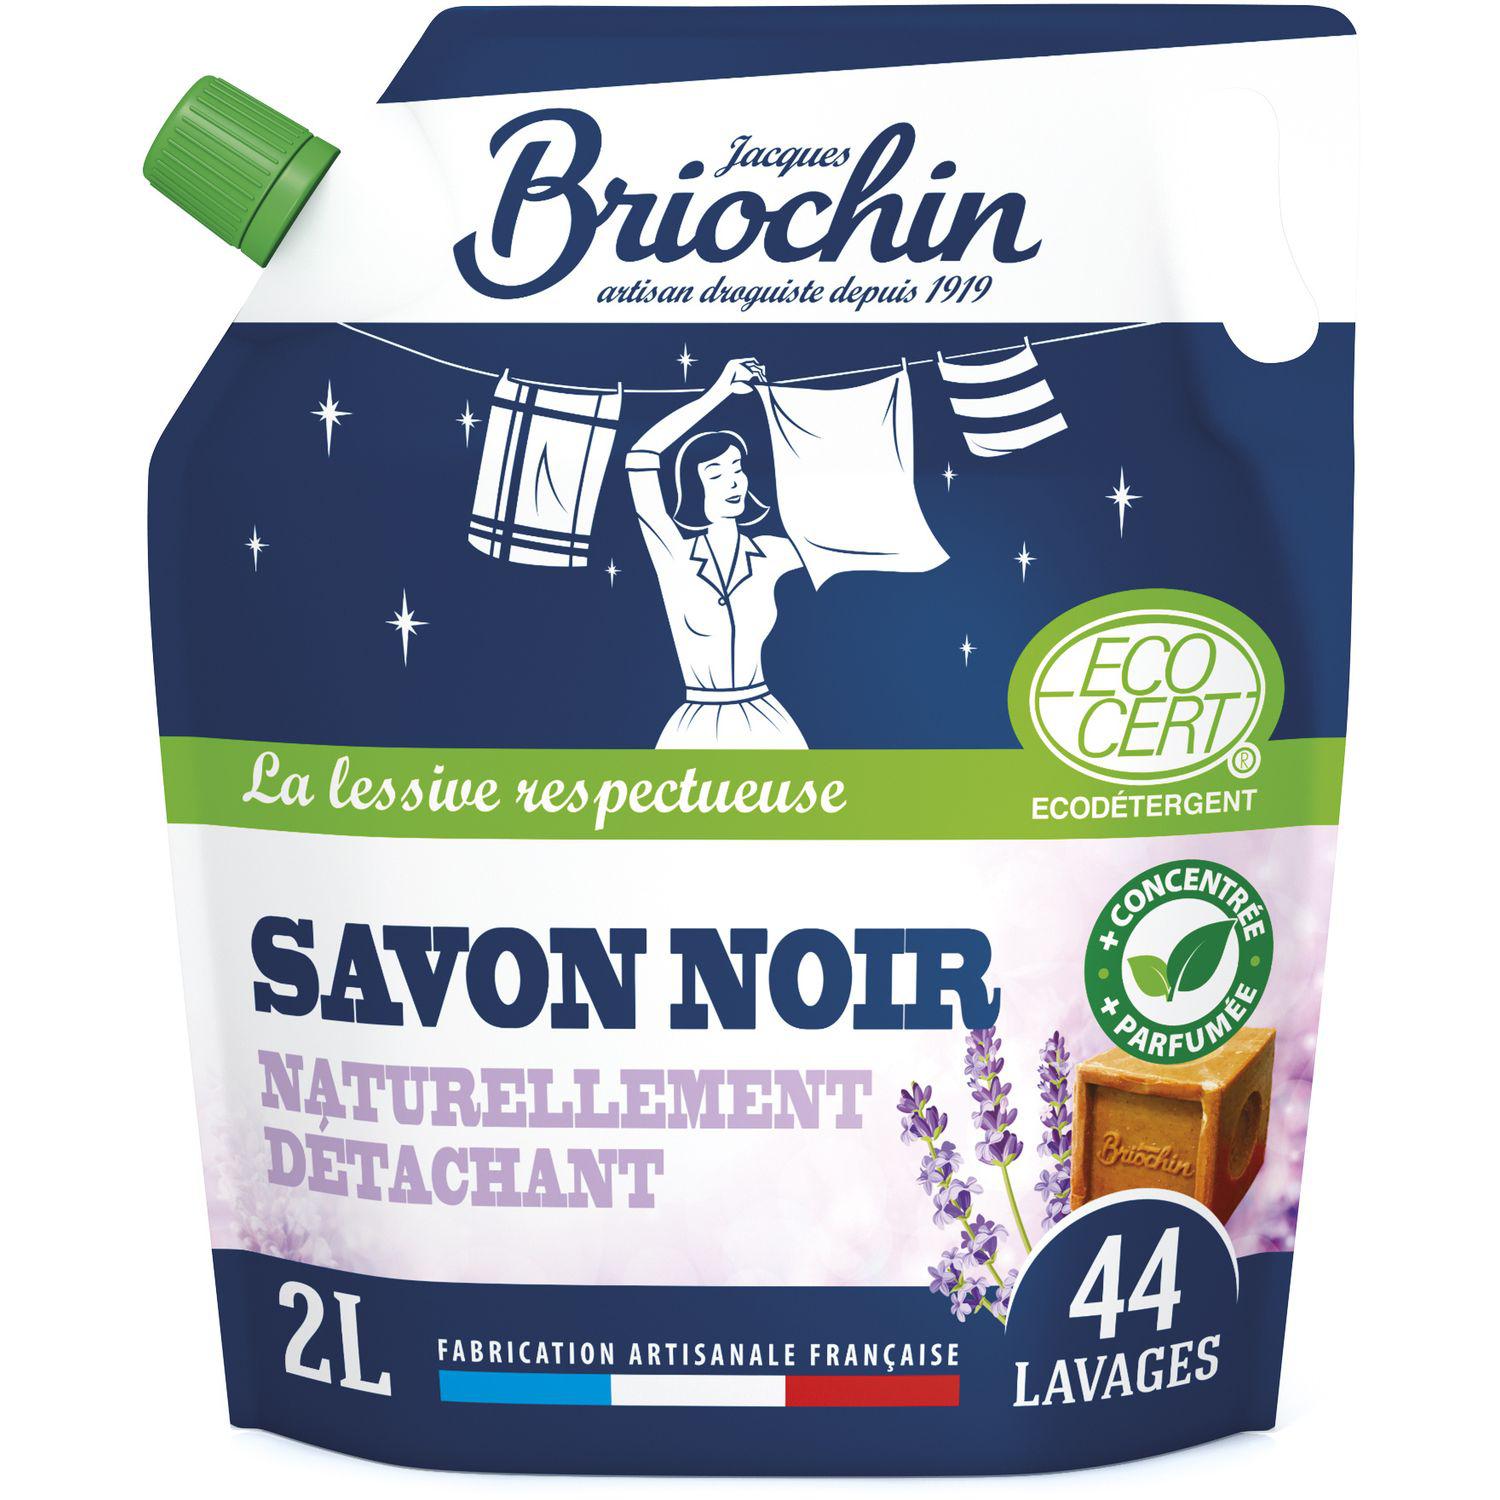 Jacques
Briochin
artisan droguiste depuis 1919
ECO
CERT
®
La lessive respectueuse
ECODÉTERGENT
+ CONCENTRÉE
+ PARFUMÉE
SAVON NOIR
NATURELLEMENT
DÉTACHANT
Briochin
2L
FABRICATION ARTISANALE FRANÇAISE
44
LAVAGES